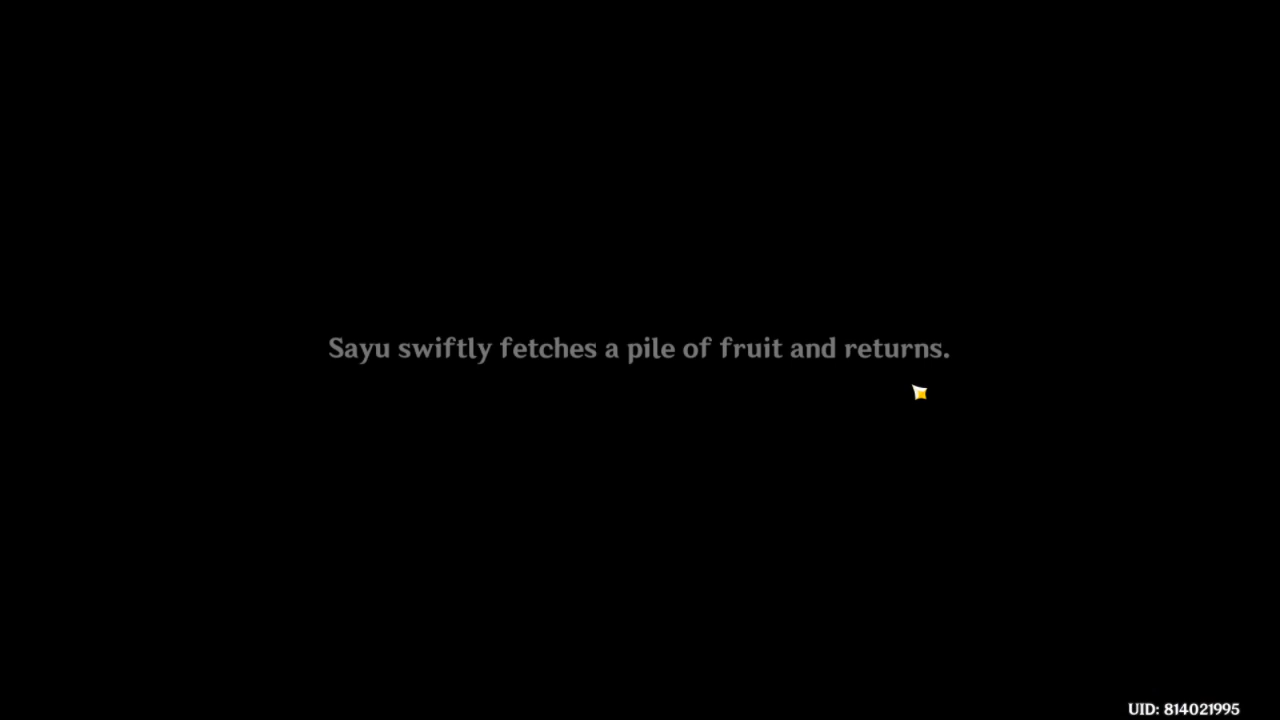 Sayu swiftly fetches a pile of fruit and returns.
UID: 814021995